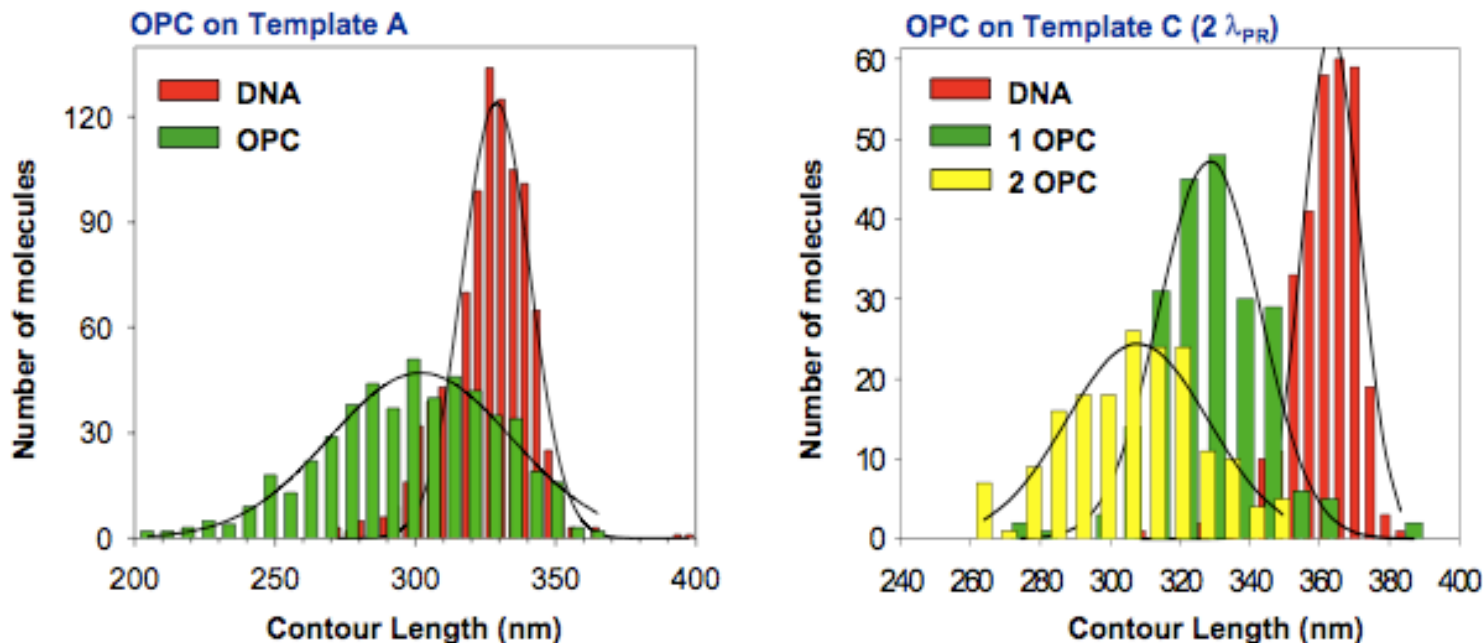 OPC on Template A
DNA
OPC
Number of molecules
120
90
60
30
0
200 250 300 350 400
Contour Length (nm)
OPC on Template C (2 λPR)
DNA
1 OPC
2 OPC
Number of molecules
60
50
40
30
20
10
0
240 260 280 300 320 340 360 380 400
Contour Length (nm)